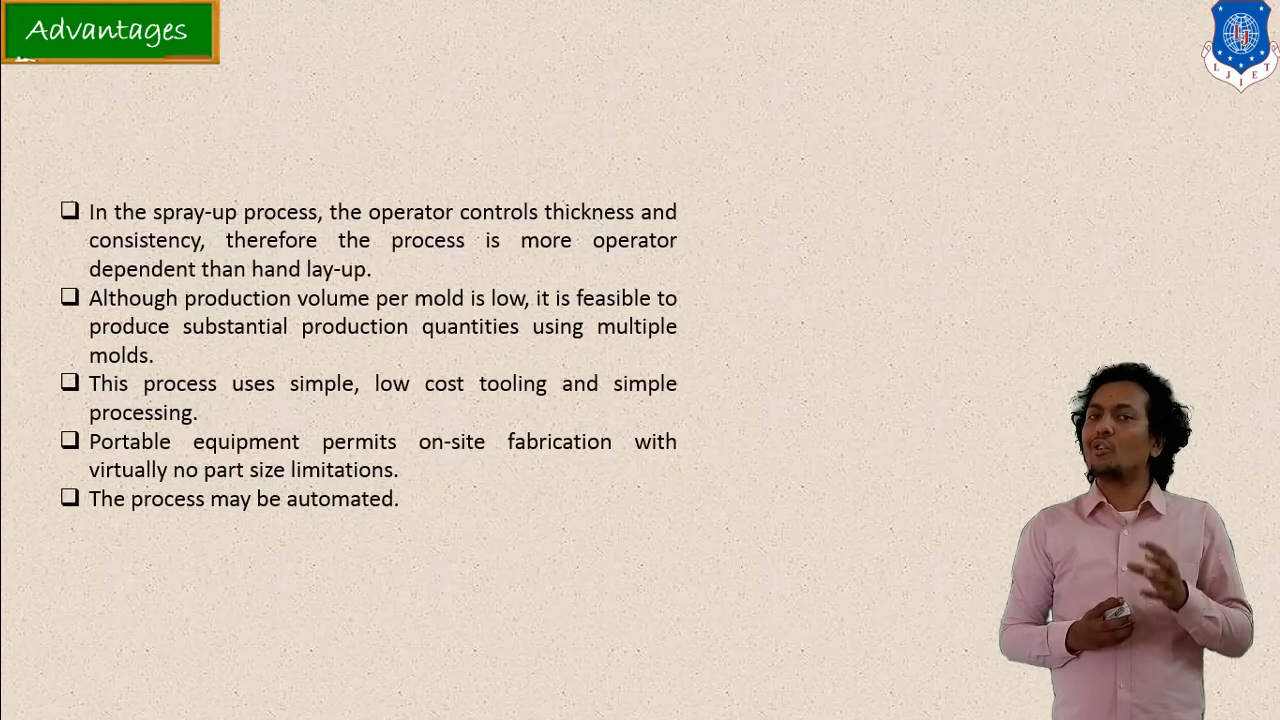 Advantages
L J I E T
❑ In the spray-up process, the operator controls thickness and
consistency, therefore the process is more operator
dependent than hand lay-up.
❑ Although production volume per mold is low, it is feasible to
produce substantial production quantities using multiple
molds.
❑ This process uses simple, low cost tooling and simple
processing.
❑ Portable equipment permits on-site fabrication with
virtually no part size limitations.
❑ The process may be automated.